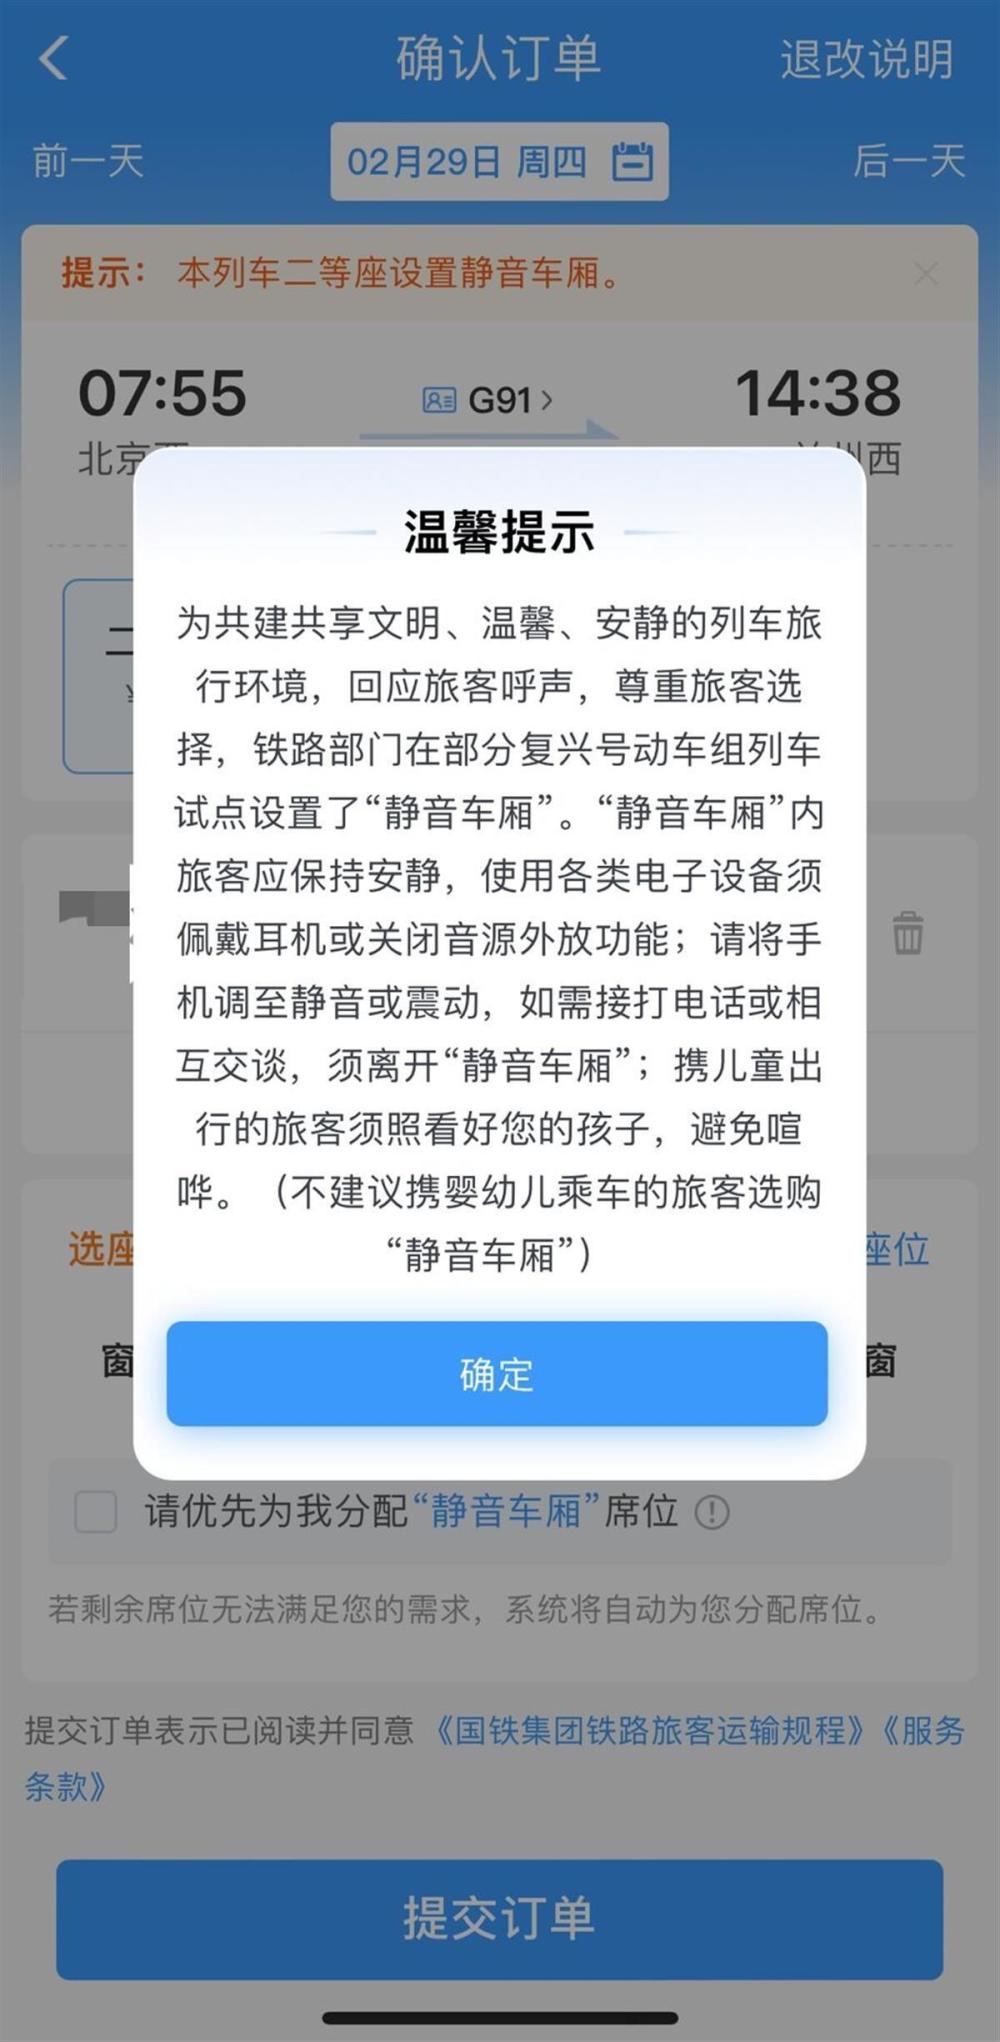 确认订单
退改说明
前一天
02月29日 周四
后一天
提示： 本列车二等座设置静音车厢。
07:55
G91
14:38
北京
州西
温馨提示
为共建共享文明、温馨、安静的列车旅
行环境，回应旅客呼声，尊重旅客选
择，铁路部门在部分复兴号动车组列车
试点设置了“静音车厢”。“静音车厢”内
旅客应保持安静，使用各类电子设备须
佩戴耳机或关闭音源外放功能；请将手
机调至静音或震动，如需接打电话或相
互交谈，须离开“静音车厢”；携儿童出
行的旅客须照看好您的孩子，避免喧
哗。（不建议携婴幼儿乘车的旅客选购
“静音车厢”）
选座
座位
窗
窗
确定
请优先为我分配“静音车厢”席位
若剩余席位无法满足您的需求，系统将自动为您分配席位。
提交订单表示已阅读并同意《国铁集团铁路旅客运输规程》《服务
条款》
提交订单